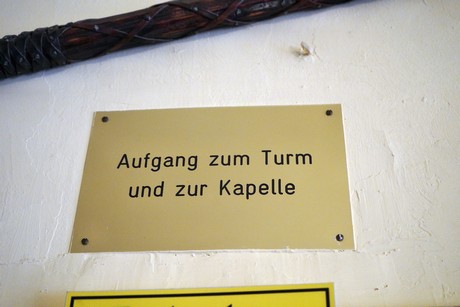 Aufgang zum Turm
und zur Kapelle